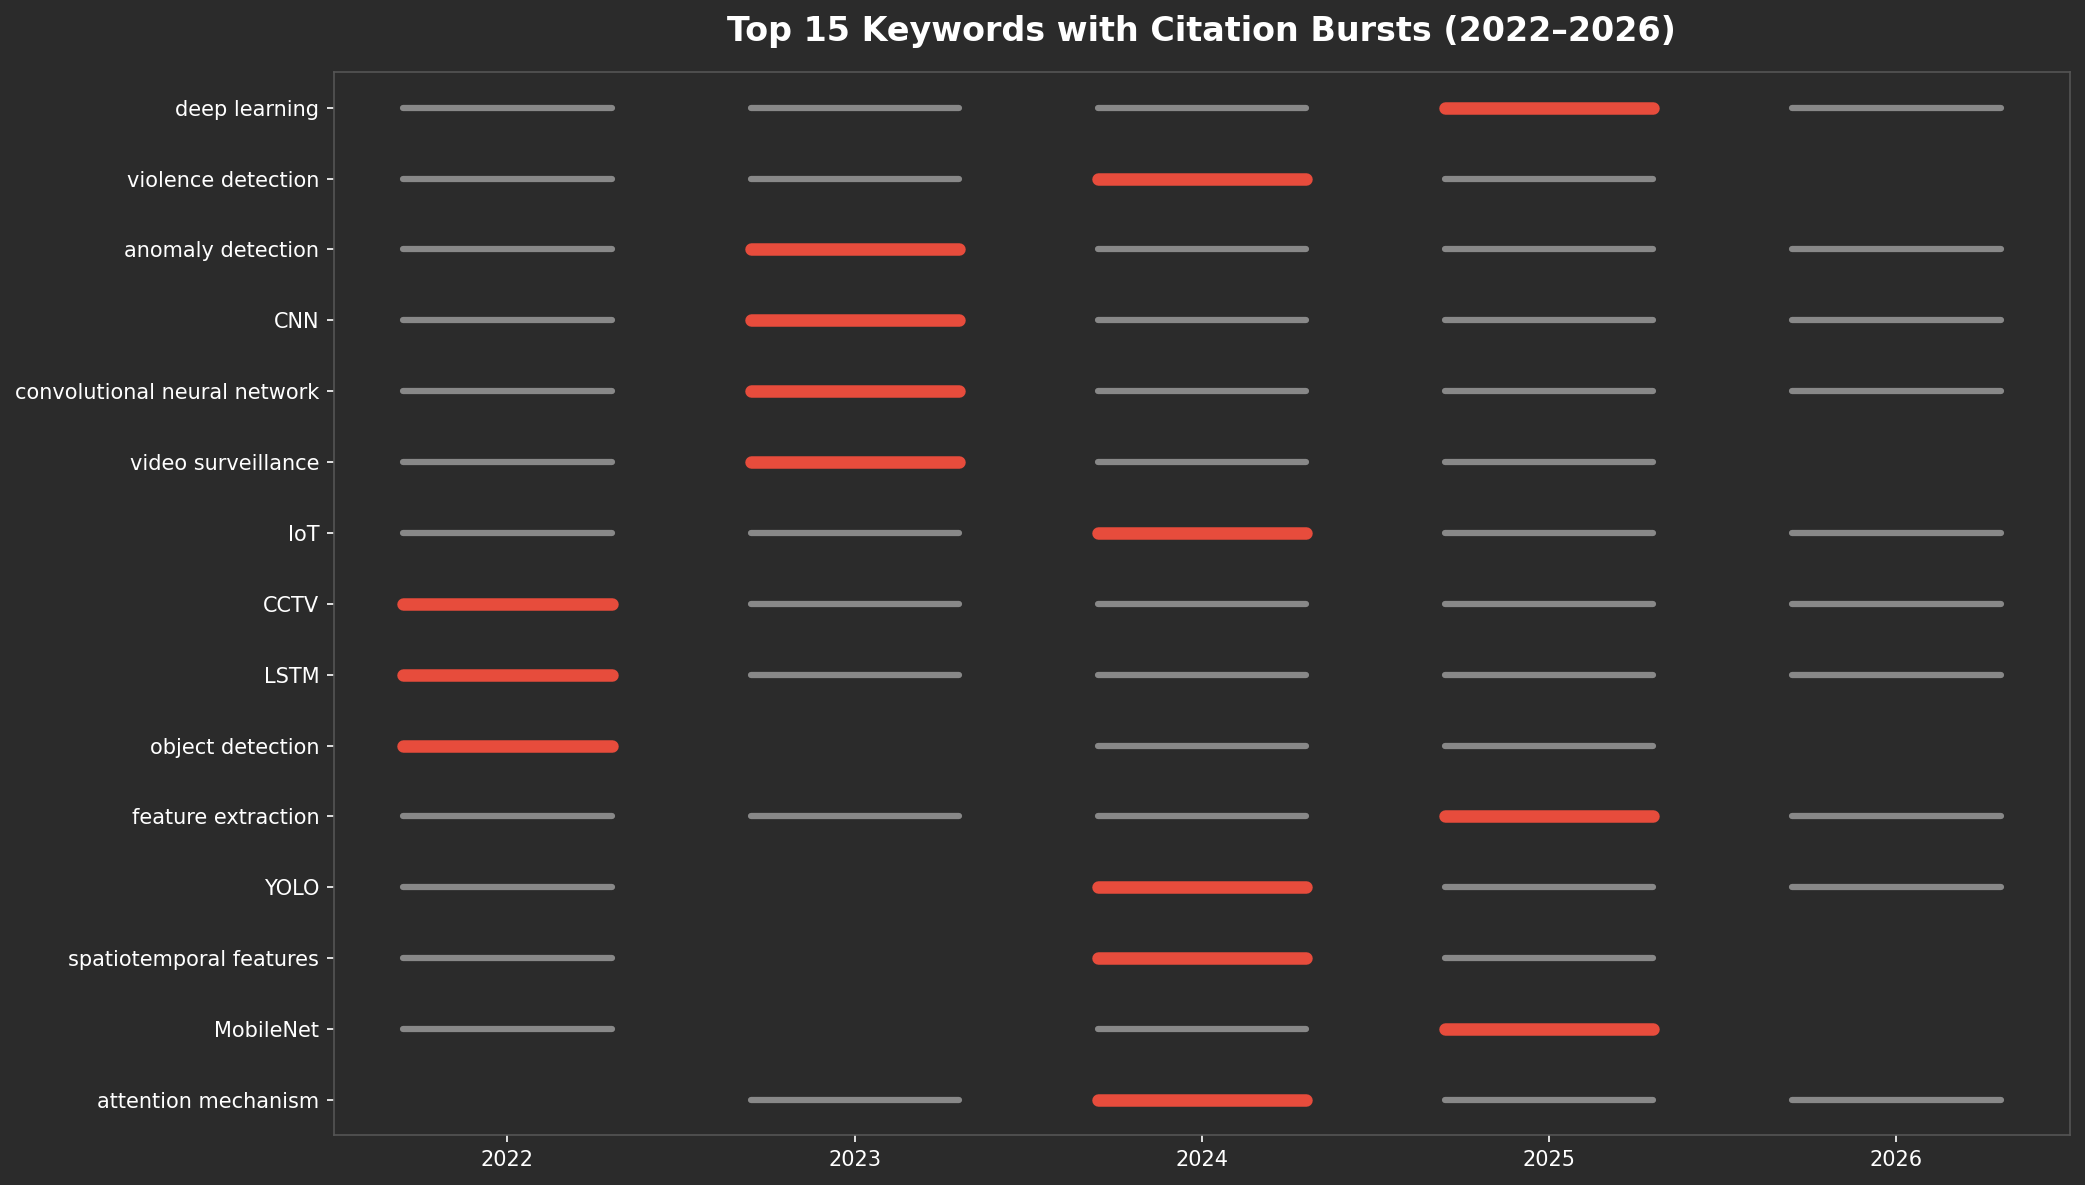 Top 15 Keywords with Citation Bursts (2022–2026)
deep learning
violence detection
anomaly detection
CNN
convolutional neural network
video surveillance
IoT
CCTV
LSTM
object detection
feature extraction
YOLO
spatiotemporal features
MobileNet
attention mechanism
2022 2023 2024 2025 2026